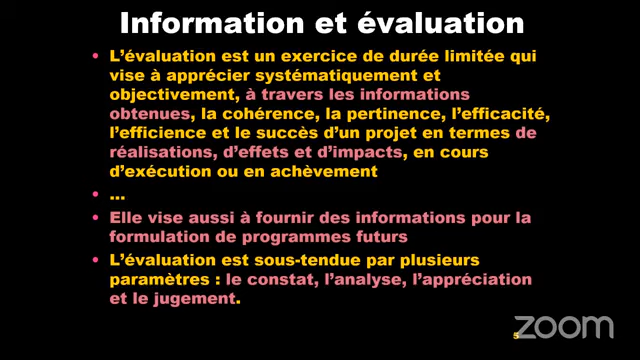 Information et évaluation
• L'évaluation est un exercice de durée limitée qui
vise à apprécier systématiquement et
objectivement, à travers les informations
obtenues, la cohérence, la pertinence, l'efficacité,
l'efficience et le succès d'un projet en termes de
réalisations, d'effets et d'impacts, en cours
d'exécution ou en achèvement
• ...
• Elle vise aussi à fournir des informations pour la
formulation de programmes futurs
• L'évaluation est sous-tendue par plusieurs
paramètres : le constat, l'analyse, l'appréciation
et le jugement.
5
zoom